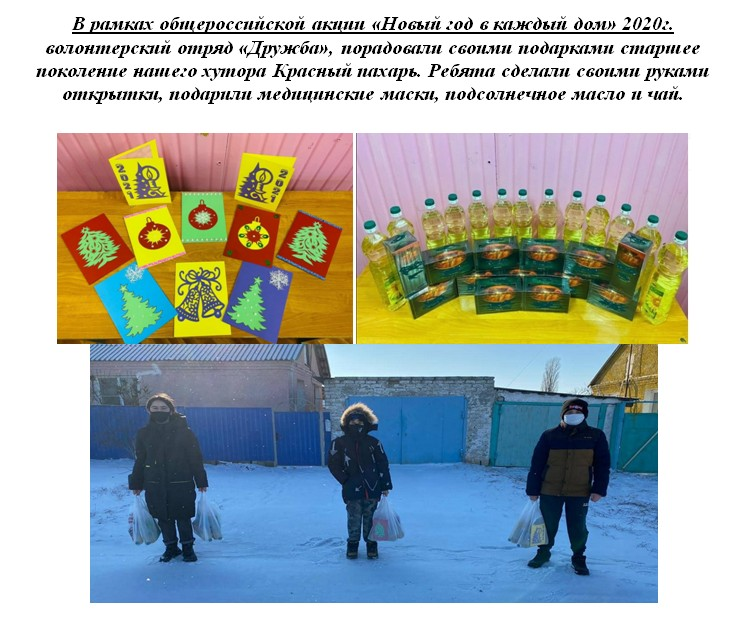 В рамках общероссийской акции «Новый год в каждый дом» 2020г.
волонтерский отряд «Дружба», порадовали своими подарками старшее
поколение нашего хутора Красный пахарь. Ребята сделали своими руками
открытки, подарили медицинские маски, подсолнечное масло и чай.
2021
2021